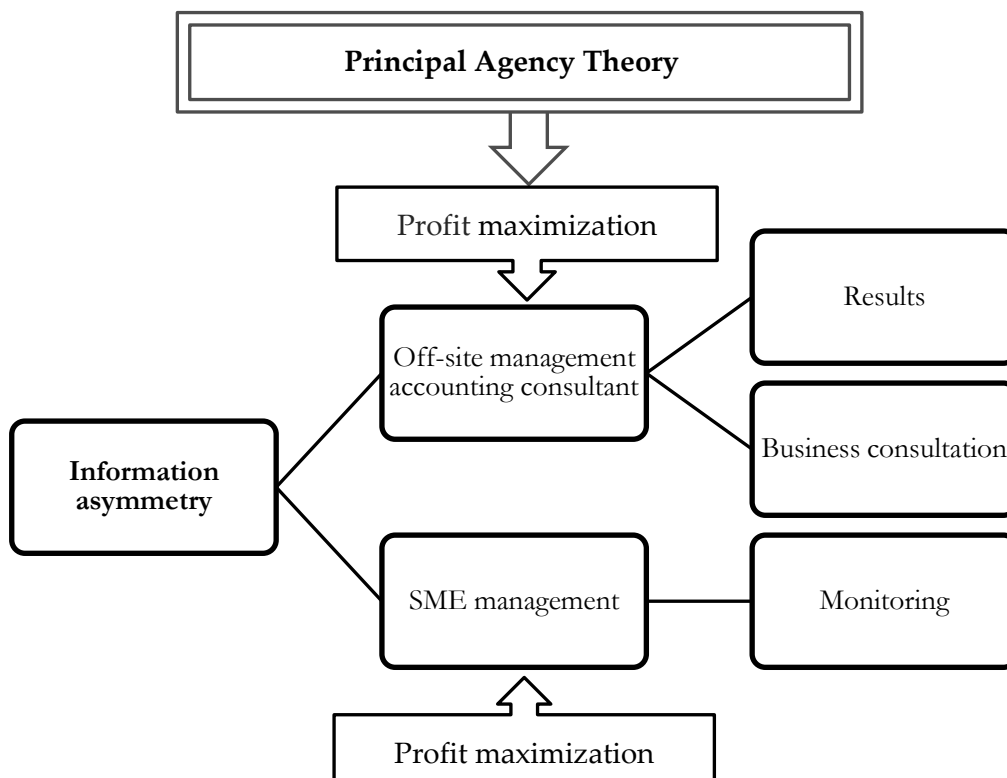 Principal Agency Theory
Profit maximization
Results
Off-site management
accounting consultant
Business consultation
Information
asymmetry
SME management
Monitoring
Profit maximization